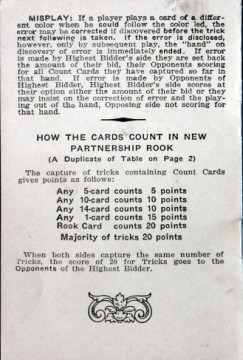 MISPLAY: If a player plays a card of a differ-
ent color when he could follow the color led, the
error may be corrected if discovered before the trick
next following is taken. If the error is disclosed,
however, only by subsequent play, the "hand" on
discovery of error is immediately ended. If error
is made by Highest Bidder's side they are set back
the amount of their bid, their Opponents scoring
for all Count Cards they have captured so far in
that hand. If error is made by Opponents of
Highest Bidder, Highest Bidder's side scores at
their option either the amount of their bid or they
may insist on the correction of error and the play-
ing out of the hand, Opposing side not scoring for
that hand.
HOW THE CARDS COUNT IN NEW
PARTNERSHIP ROOK
(A Duplicate of Table on Page 2)
The capture of tricks containing Count Cards
gives points as follows:
Any 5-card counts 5 points
Any 10-card counts 10 points
Any 14-card counts 10 points
Any 1-card counts 15 points
Rook Card counts 20 points
Majority of tricks 20 points
When both sides capture the same number of
Tricks, the score of 20 for Tricks goes to the
Opponents of the Highest Bidder.